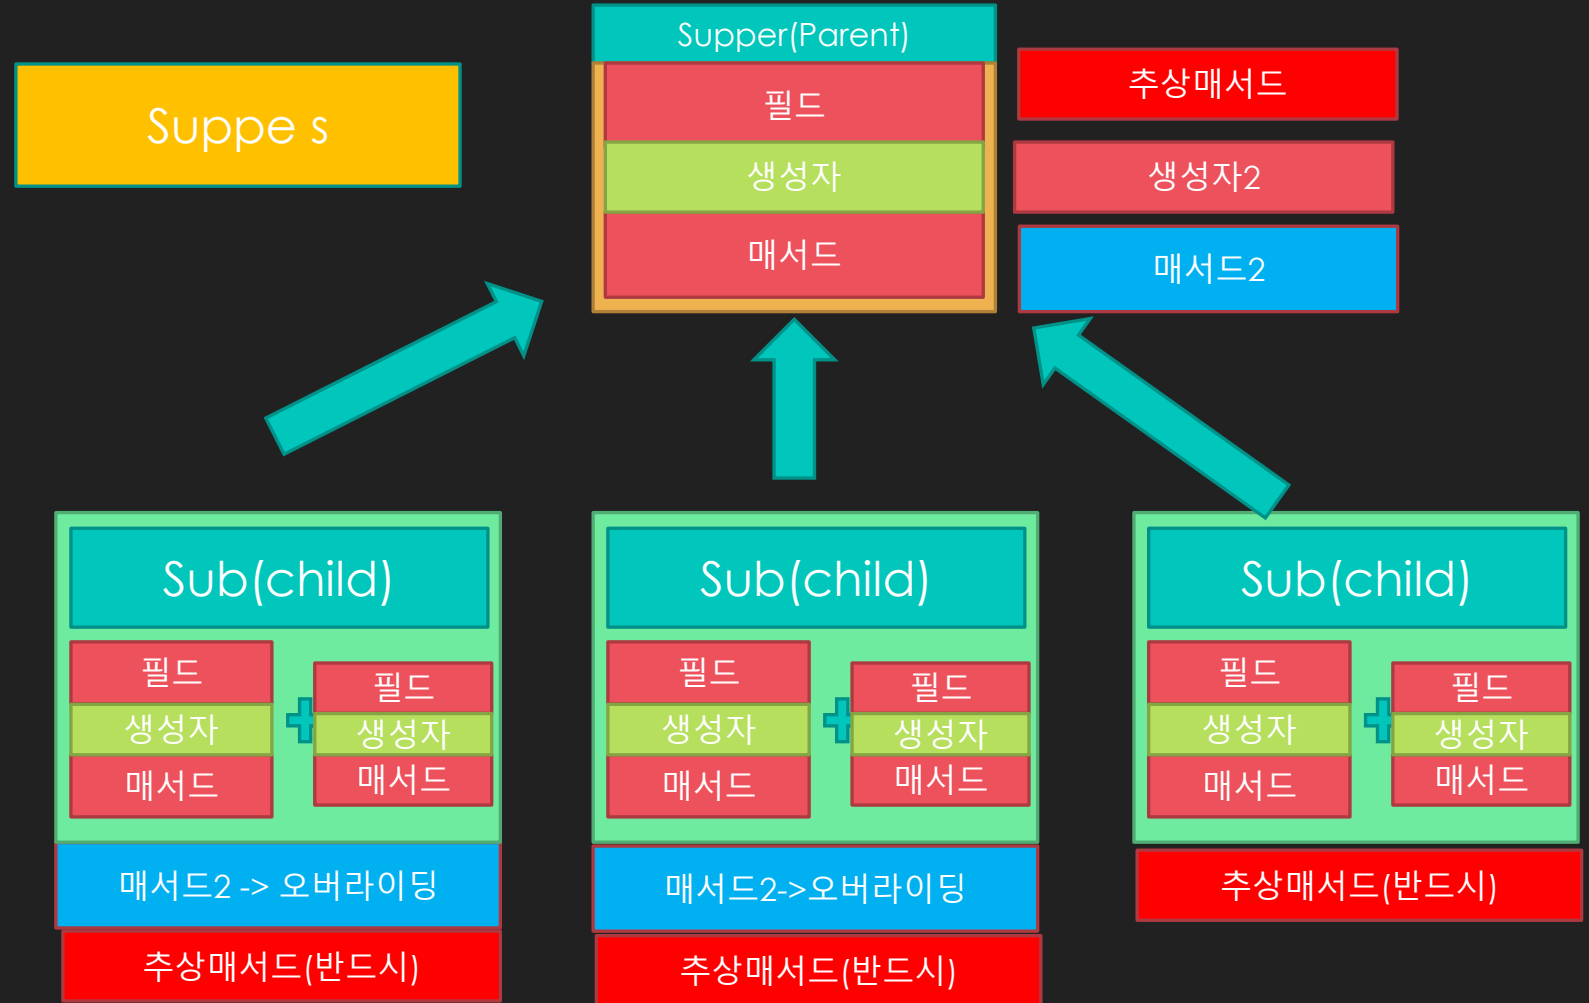 Supper(Parent)
Suppe s
필드
생성자
매서드
추상매서드
생성자2
매서드2
Sub(child)
필드
생성자
매서드
필드
생성자
매서드
매서드2 -> 오버라이딩
추상매서드(반드시)
Sub(child)
필드
생성자
매서드
필드
생성자
매서드
매서드2->오버라이딩
추상매서드(반드시)
Sub(child)
필드
생성자
매서드
필드
생성자
매서드
추상매서드(반드시)